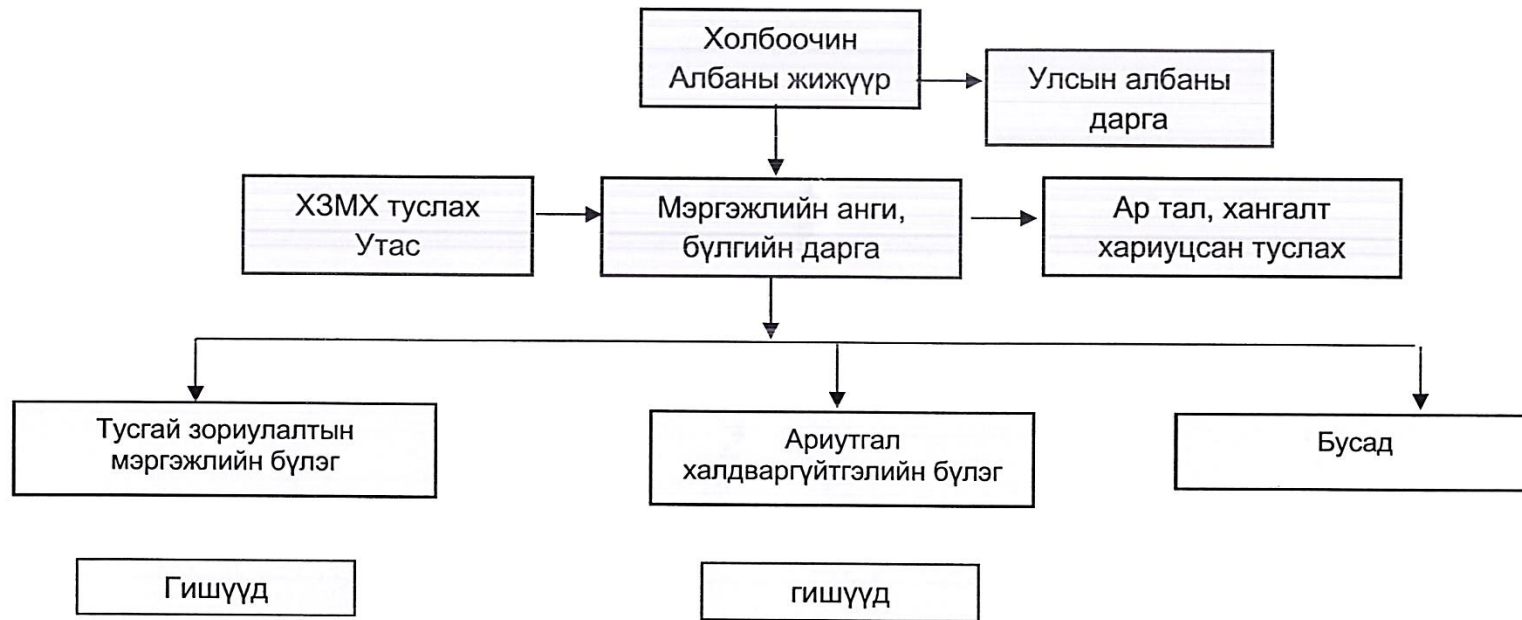 Холбоочин
Албаны жижүүр
Улсын албаны
дарга
ХЗМХ туслах
Утас
Мэргэжлийн анги,
бүлгийн дарга
Ар тал, хангалт
хариуцсан туслах
Тусгай зориулалтын
мэргэжлийн бүлэг
Ариутгал
халдваргүйтгэлийн бүлэг
Бусад
Гишүүд
гишүүд